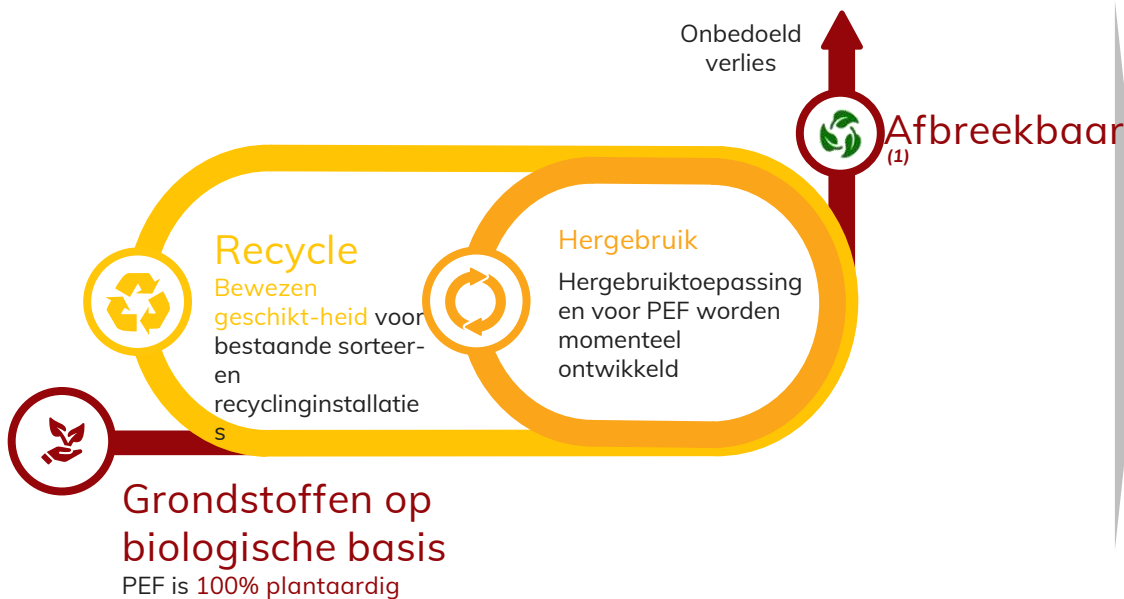 Onbedoeld
verlies
Afbreekbaar
(1)
Recycle
Bewezen
geschikt-heid voor
bestaande sorteer-
en
recyclinginstallatie
s
Hergebruik
Hergebruiktoepassing
en voor PEF worden
momenteel
ontwikkeld
Grondstoffen op
biologische basis
PEF is 100% plantaardig